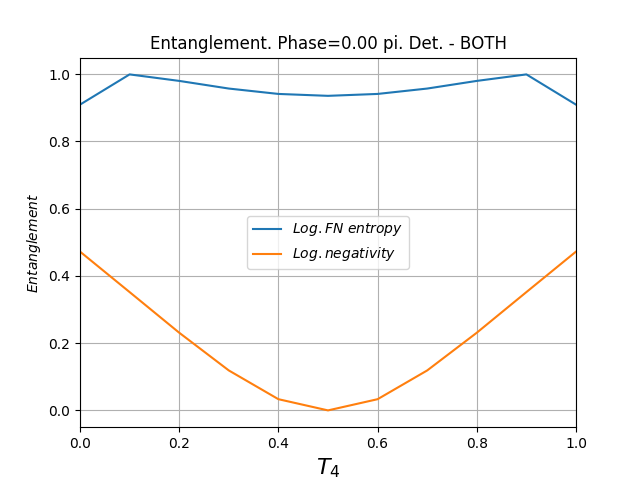 Entanglement. Phase=0.00 pi. Det. - BOTH
1.0
0.8
0.6
0.4
0.2
0.0
Entanglement
Log. FN entropy
Log. negativity
0.0 0.2 0.4 0.6 0.8 1.0
T₄